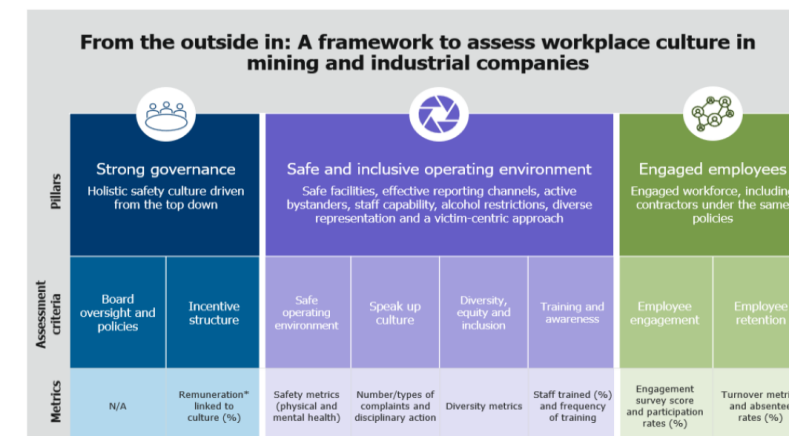 From the outside in: A framework to assess workplace culture in
mining and industrial companies
Pillars
Strong governance
Holistic safety culture driven
from the top down
Safe and inclusive operating environment
Safe facilities, effective reporting channels, active
bystanders, staff capability, alcohol restrictions, diverse
representation and a victim-centric approach
Engaged employees
Engaged workforce, including
contractors under the same
policies
Assessment
criteria
Board
oversight and
policies
Incentive
structure
Safe
operating
environment
Speak up
culture
Diversity,
equity and
inclusion
Training and
awareness
Employee
engagement
Employee
retention
Metrics
N/A
Remuneration*
linked to
culture (%)
Safety metrics
(physical and
mental health)
Number/types of
complaints and
disciplinary action
Diversity metrics
Staff trained (%)
and frequency
of training
Engagement
survey score
and participation
rates (%)
Turnover
and
rates (%)